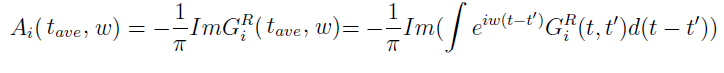 $A_i(t_{ave}, w) = -\frac{1}{\pi} Im G_i^R(t_{ave}, w) = -\frac{1}{\pi} Im(\int e^{iw(t-t')} G_i^R(t,t') d(t-t'))$